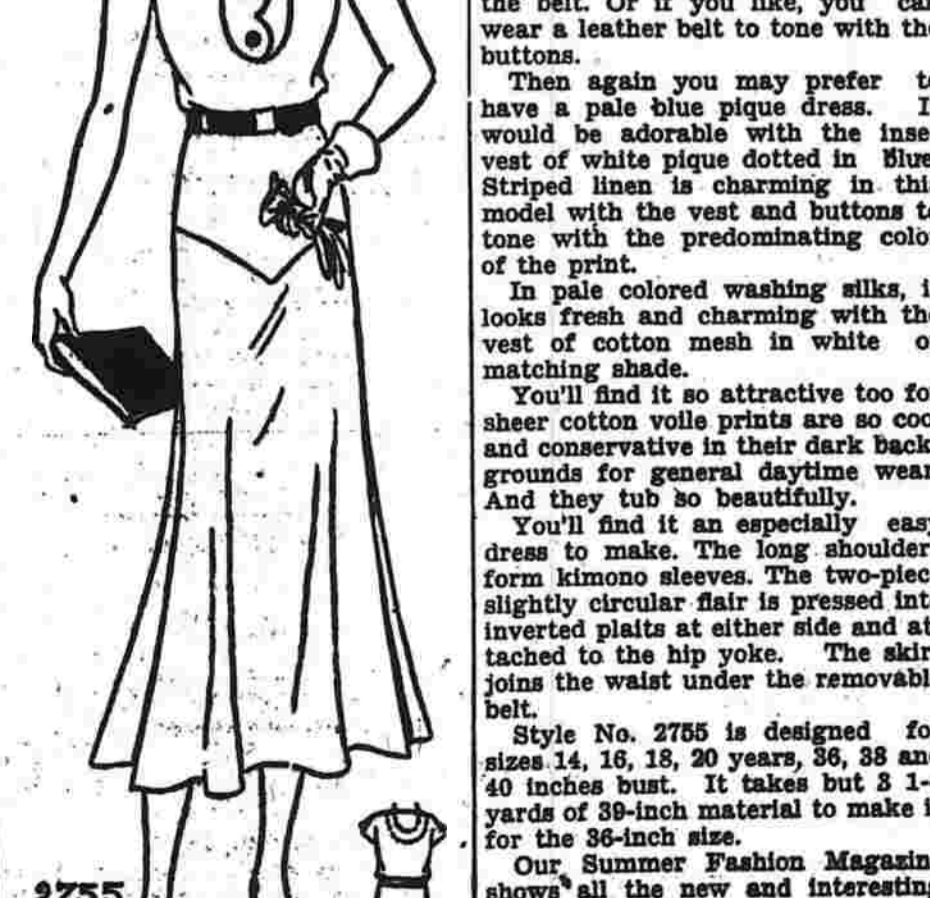 the belt. Or if you like, you ca
wear a leather belt to tone with the
buttons.
Then again you may prefer t
have a pale blue pique dress. I
would be adorable with the inse
vest of white pique dotted in blue
Striped linen is charming in thi
model with the vest and buttons t
tone with the predominating colo
of the print.
In pale colored washing silks, i
looks fresh and charming with th
vest of cotton mesh in white o
matching shade.
You'll find it so attractive too fo
sheer cotton voile prints are so coo
and conservative in their dark back-
grounds for general daytime wear
And they tub so beautifully.
You'll find it an especially easy
dress to make. The long shoulder
form kimono sleeves. The two-piec
slightly circular flair is pressed int
inverted plaits at either side and at-
tached to the hip yoke. The skir
joins the waist under the removabl
belt.
Style No. 2755 is designed fo
sizes 14, 16, 18, 20 years, 36, 38 an
40 inches bust. It takes but 3 1-
yards of 39-inch material to make i
for the 36-inch size.
Our Summer Fashion Magazin
shows all the new and interesting
2755